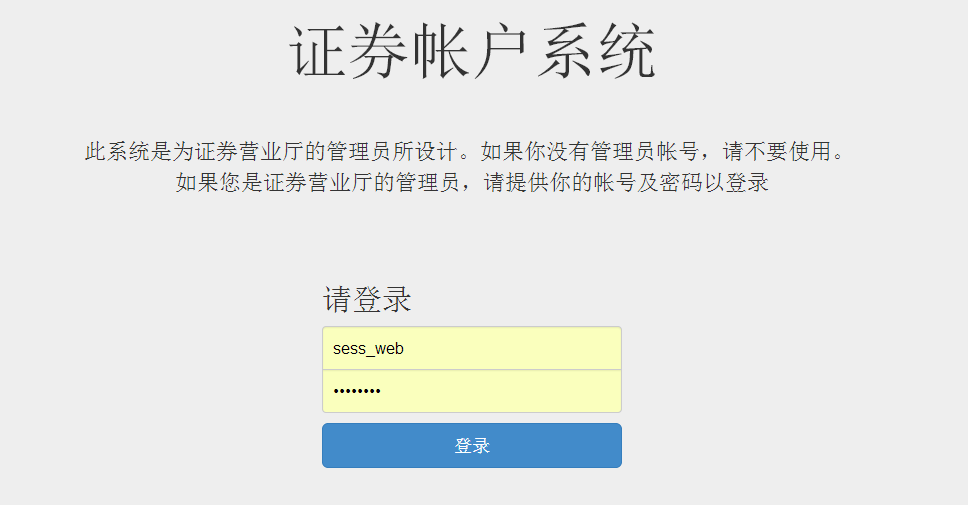 证券帐户系统
此系统是为证券营业厅的管理员所设计。如果你没有管理员帐号，请不要使用。
如果您是证券营业厅的管理员，请提供你的帐号及密码以登录
请登录
sess_web
••••••••
登录